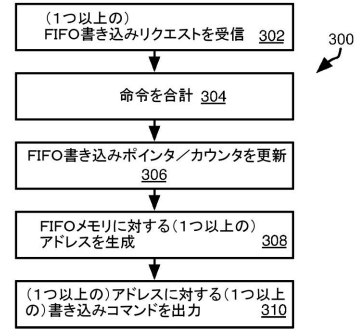 (1つ以上の)
FIFO書き込みリクエストを受信 302
300
命令を合計 304
FIFO書き込みポインタ/カウンタを更新
306
FIFOメモリに対する(1つ以上の)
アドレスを生成 308
(1つ以上の)アドレスに対する(1つ以上
の)書き込みコマンドを出力 310